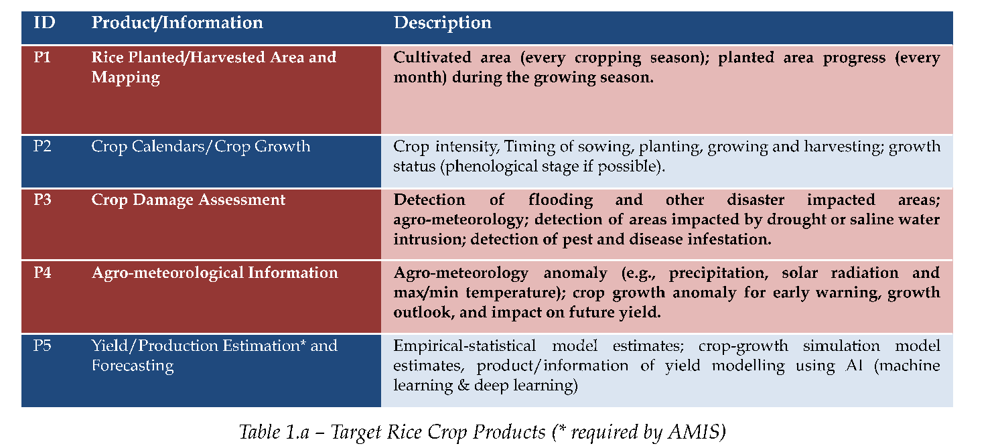 ID Product/Information Description
P1 Rice Planted/Harvested Area and Cultivated area (every cropping season); planted area progress (every
Mapping month) during the growing season.
P2 Crop Calendars/Crop Growth Crop intensity, Timing of sowing, planting, growing and harvesting; growth
status (phenological stage if possible).
P3 Crop Damage Assessment Detection of flooding and other disaster impacted areas;
agro-meteorology; detection of areas impacted by drought or saline water
intrusion; detection of pest and disease infestation.
P4 Agro-meteorological Information Agro-meteorology anomaly (e.g., precipitation, solar radiation and
max/min temperature); crop growth anomaly for early warning, growth
outlook, and impact on future yield.
P5 Yield/Production Estimation* and Empirical-statistical model estimates; crop-growth simulation model
Forecasting estimates, product/information of yield modelling using AI (machine
learning & deep learning)
Table 1.a – Target Rice Crop Products (* required by AMIS)